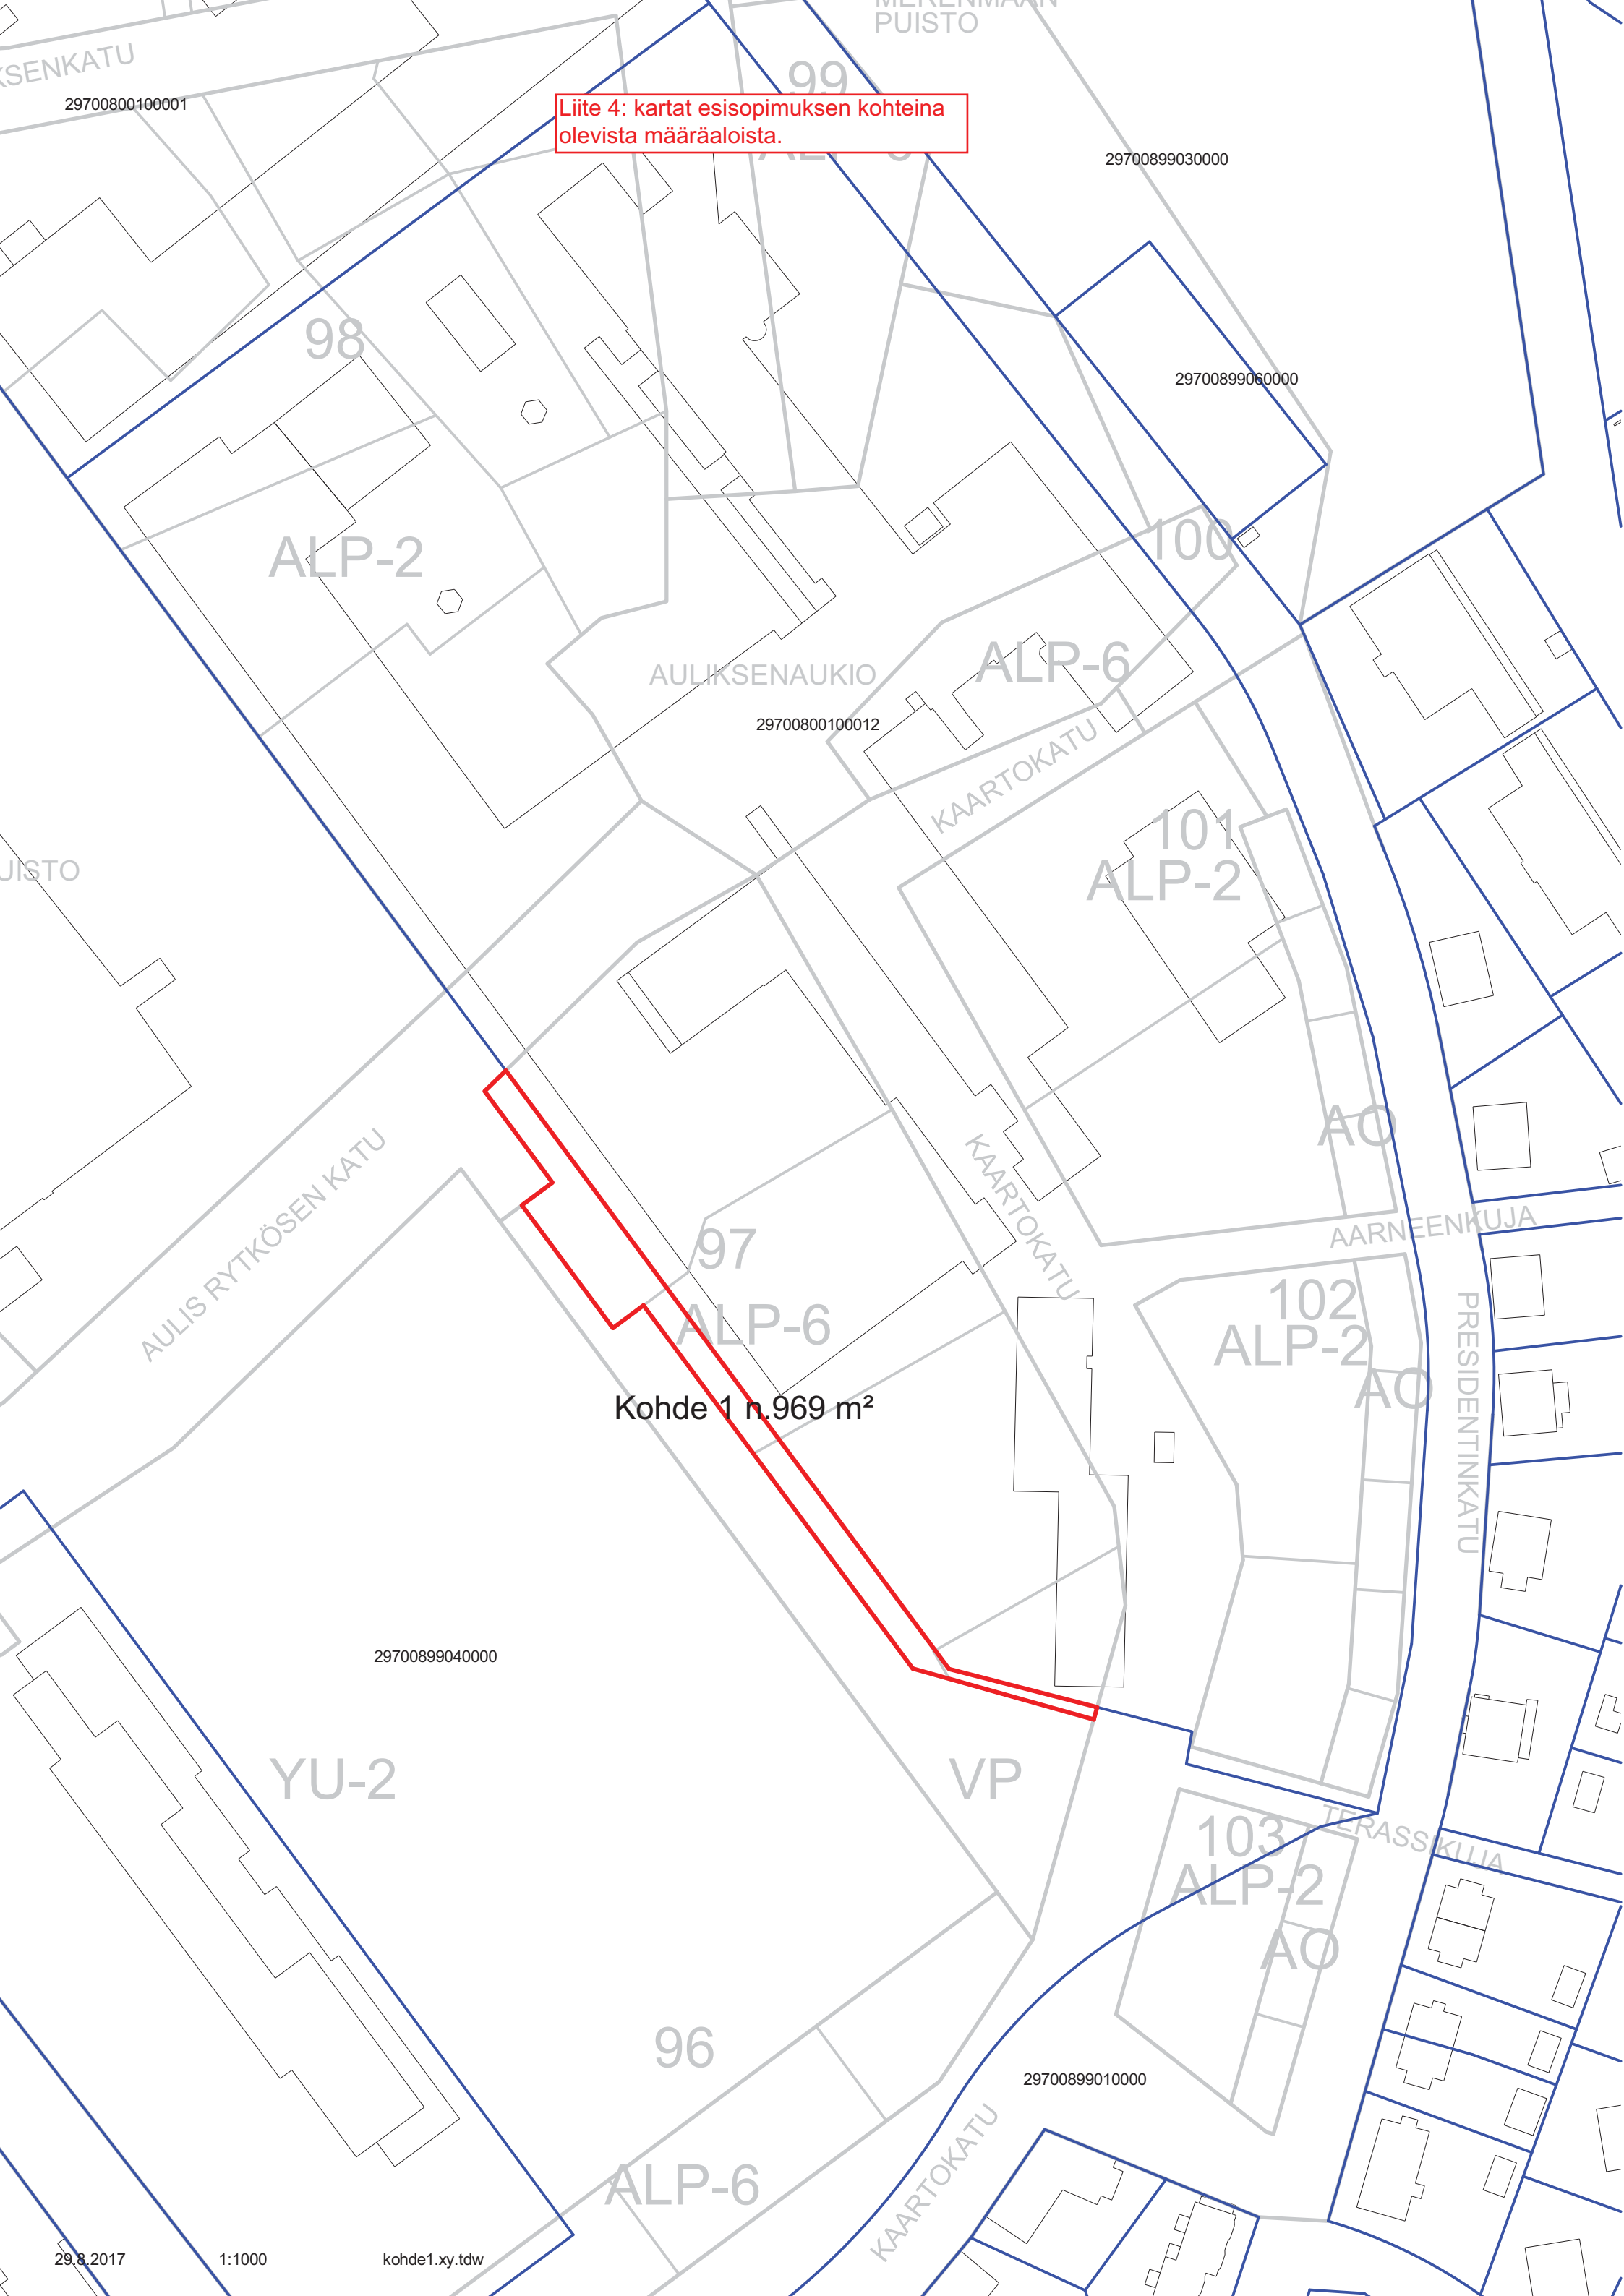 MERENMAAN
PUISTO
KSENKATU
29700800100001
99
Liite 4: kartat esisopimuksen kohteina
olevista määräaloista.
29700899030000
98
29700899060000
ALP-2
100
AULIKSENAUKIO
ALP-6
29700800100012
KAARTOKATU
101
ALP-2
UISTO
AO
AULIS RYTKÖSEN KATU
KAARTOKATU
AARNEENKUJA
97
ALP-6
102
ALP-2
AO
PRESIDENTINKATU
Kohde 1 n.969 m²
29700899040000
YU-2
VP
103
ALP-2
TERASSIKUJA
AO
96
29700899010000
ALP-6
KAARTOKATU
29.8.2017 1:1000 kohde1.xy.tdw